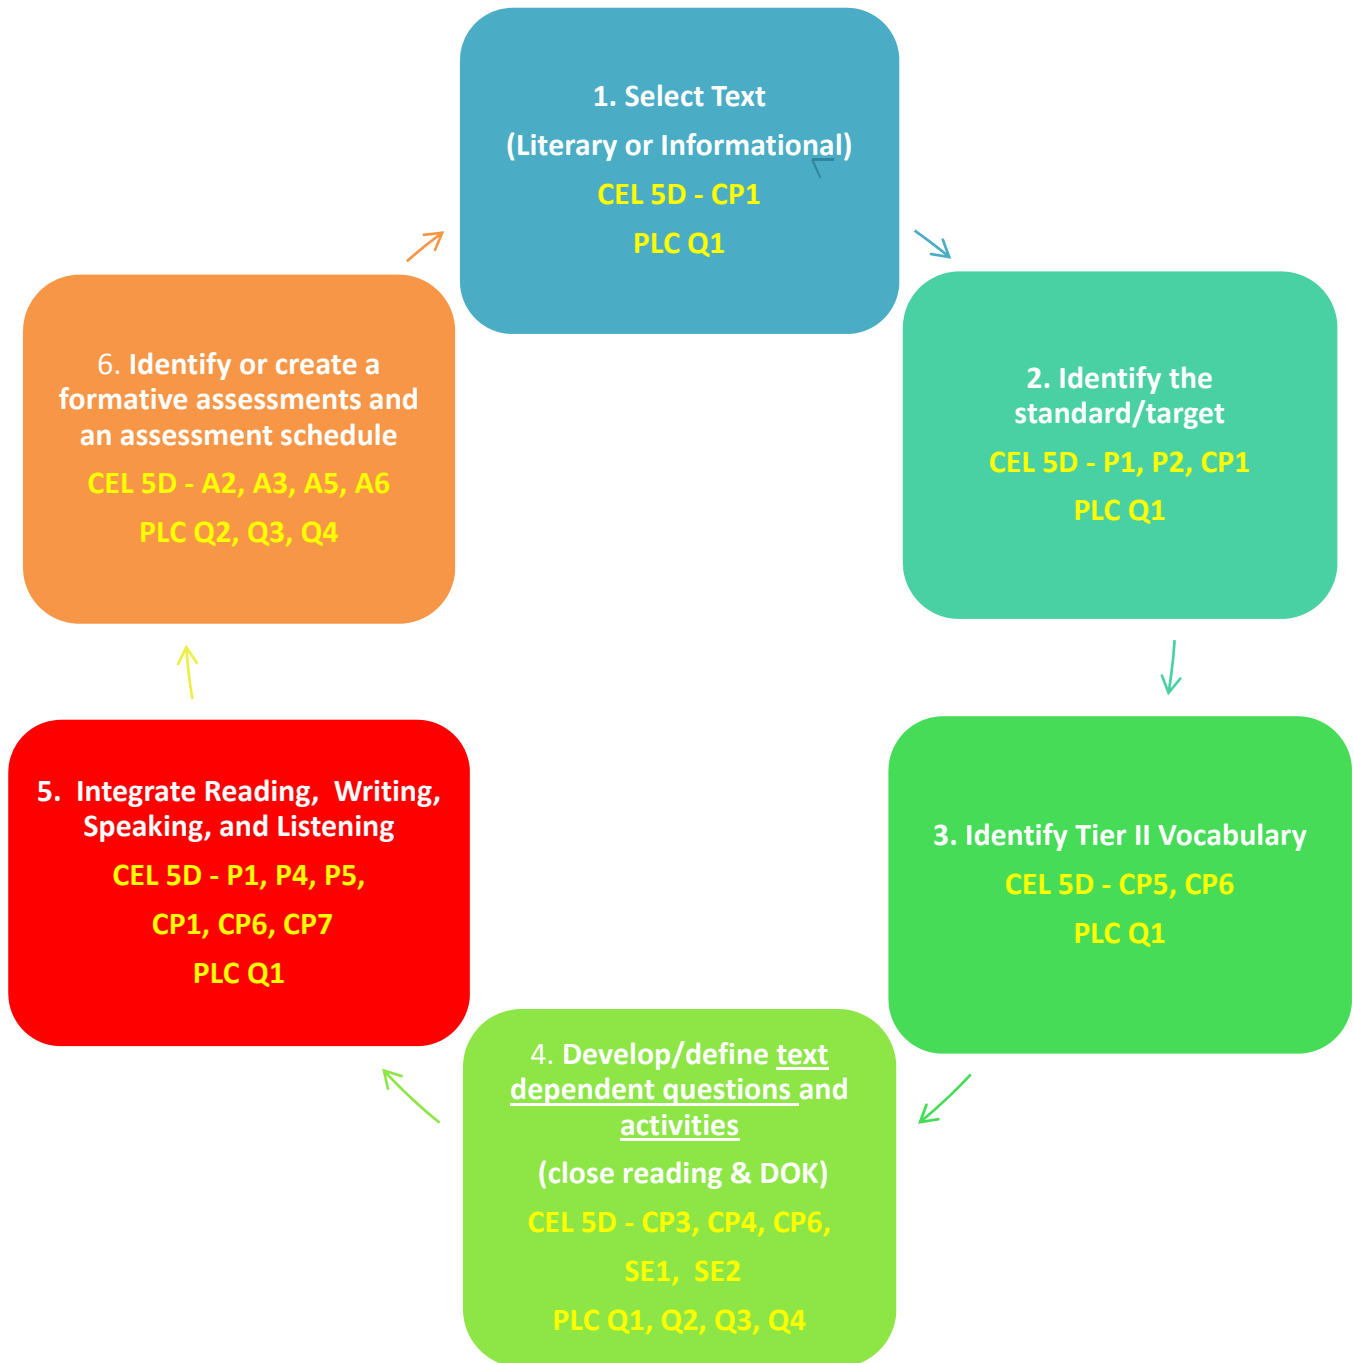 1. Select Text
(Literary or Informational)
CEL 5D - CP1
PLC Q1
2. Identify the
standard/target
CEL 5D - P1, P2, CP1
PLC Q1
3. Identify Tier II Vocabulary
CEL 5D - CP5, CP6
PLC Q1
4. Develop/define text
dependent questions and
activities
(close reading & DOK)
CEL 5D - CP3, CP4, CP6,
SE1, SE2
PLC Q1, Q2, Q3, Q4
5. Integrate Reading, Writing,
Speaking, and Listening
CEL 5D - P1, P4, P5,
CP1, CP6, CP7
PLC Q1
6. Identify or create a
formative assessments and
an assessment schedule
CEL 5D - A2, A3, A5, A6
PLC Q2, Q3, Q4